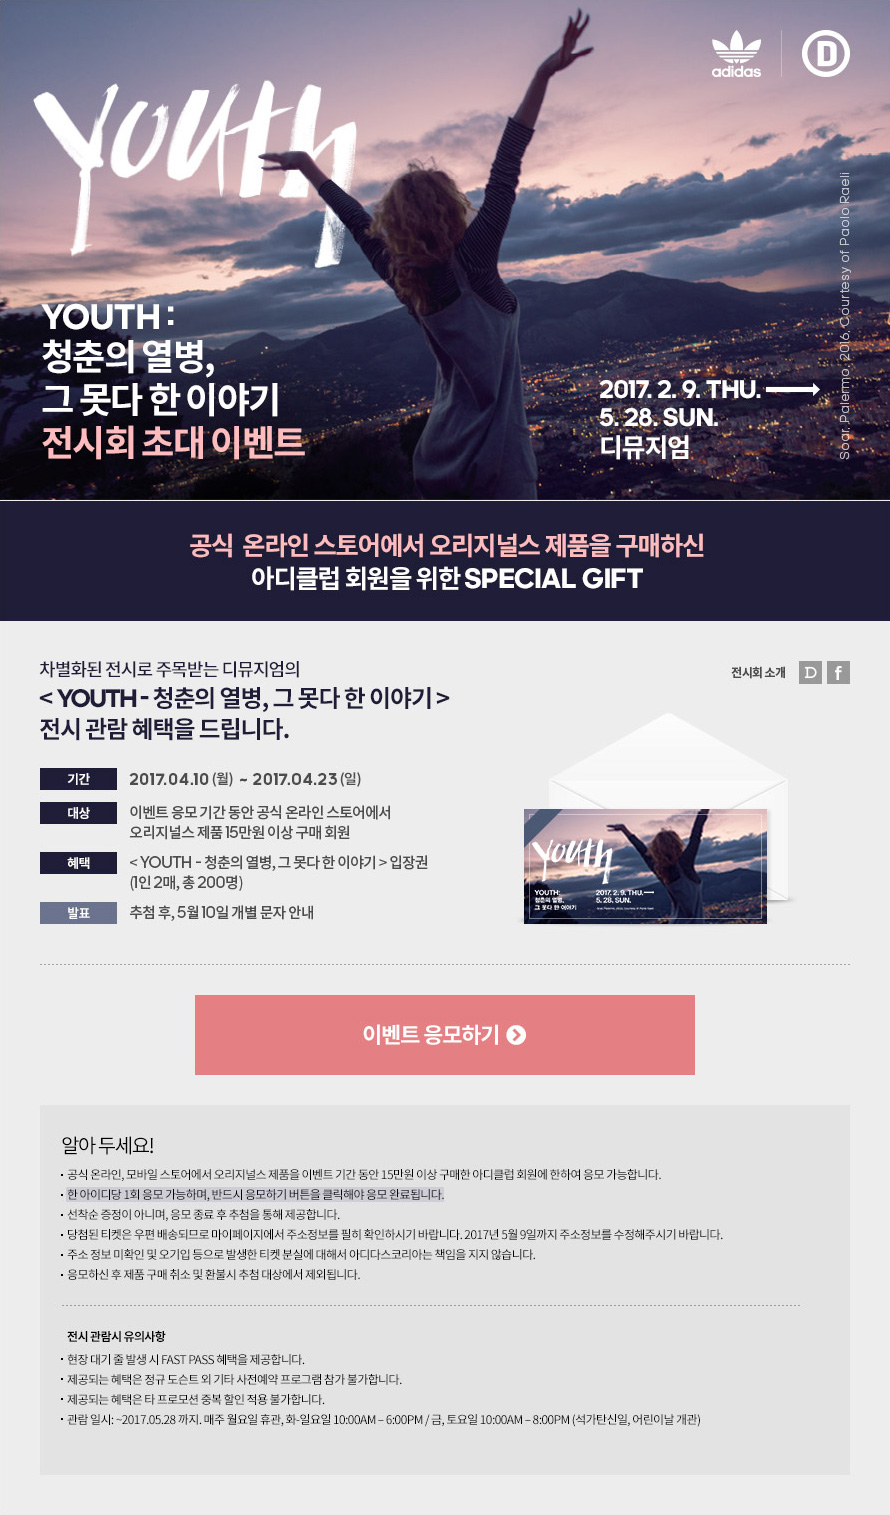 adidas
D
youth
Soar, Palermo, 2016, Courtesy of Paolo Raeli
YOUTH :
청춘의 열병,
그 못다 한 이야기
전시회 초대 이벤트
2017. 2. 9. THU.
5. 28. SUN.
디뮤지엄
공식 온라인 스토어에서 오리지널스 제품을 구매하신
아디클럽 회원을 위한 SPECIAL GIFT
차별화된 전시로 주목받는 디뮤지엄의
< YOUTH - 청춘의 열병, 그 못다 한 이야기 >
전시 관람 혜택을 드립니다.
전시회 소개 D f
기간 2017.04.10 (월) ~ 2017.04.23 (일)
대상 이벤트 응모 기간 동안 공식 온라인 스토어에서
오리지널스 제품 15만원 이상 구매 회원
혜택 < YOUTH - 청춘의 열병, 그 못다 한 이야기 > 입장권
(1인 2매, 총 200명)
발표 추첨 후, 5월 10일 개별 문자 안내
youth
YOUTH:
청춘의 열병,
그 못다 한 이야기
2017. 2. 9. THU.
5. 28. SUN.
이벤트 응모하기
알아 두세요!
· 공식 온라인, 모바일 스토어에서 오리지널스 제품을 이벤트 기간 동안 15만원 이상 구매한 아디클럽 회원에 한하여 응모 가능합니다.
· 한 아이디당 1회 응모 가능하며, 반드시 응모하기 버튼을 클릭해야 응모 완료됩니다.
· 선착순 증정이 아니며, 응모 종료 후 추첨을 통해 제공합니다.
· 당첨된 티켓은 우편 배송되므로 마이페이지에서 주소정보를 필히 확인하시기 바랍니다. 2017년 5월 9일까지 주소정보를 수정해주시기 바랍니다.
· 주소 정보 미확인 및 오기입 등으로 발생한 티켓 분실에 대해서 아디다스코리아는 책임을 지지 않습니다.
· 응모하신 후 제품 구매 취소 및 환불시 추첨 대상에서 제외됩니다.
전시 관람시 유의사항
· 현장 대기 줄 발생 시 FAST PASS 혜택을 제공합니다.
· 제공되는 혜택은 정규 도슨트 외 기타 사전예약 프로그램 참가 불가합니다.
· 제공되는 혜택은 타 프로모션 중복 할인 적용 불가합니다.
· 관람 일시: ~2017.05.28 까지. 매주 월요일 휴관, 화-일요일 10:00AM – 6:00PM / 금, 토요일 10:00AM – 8:00PM (석가탄신일, 어린이날 개관)